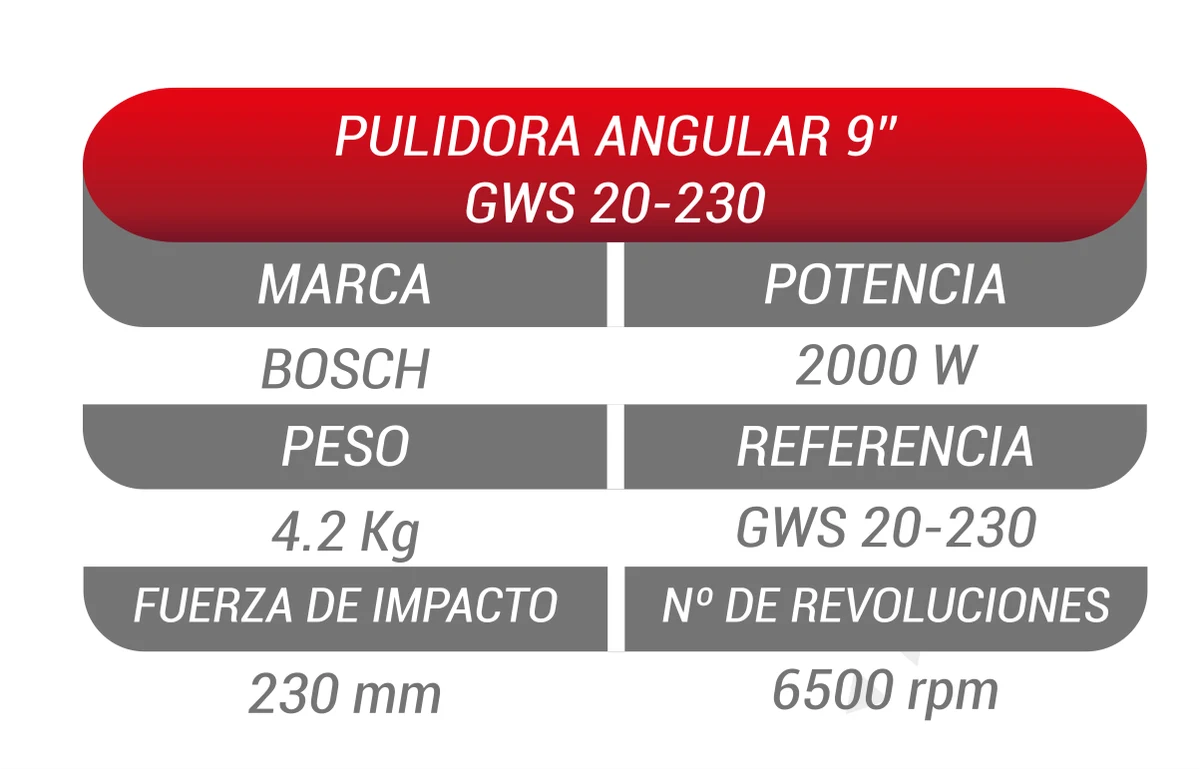 PULIDORA ANGULAR 9"
GWS 20-230
MARCA POTENCIA
BOSCH 2000 W
PESO REFERENCIA
4.2 Kg GWS 20-230
FUERZA DE IMPACTO Nº DE REVOLUCIONES
230 mm 6500 rpm